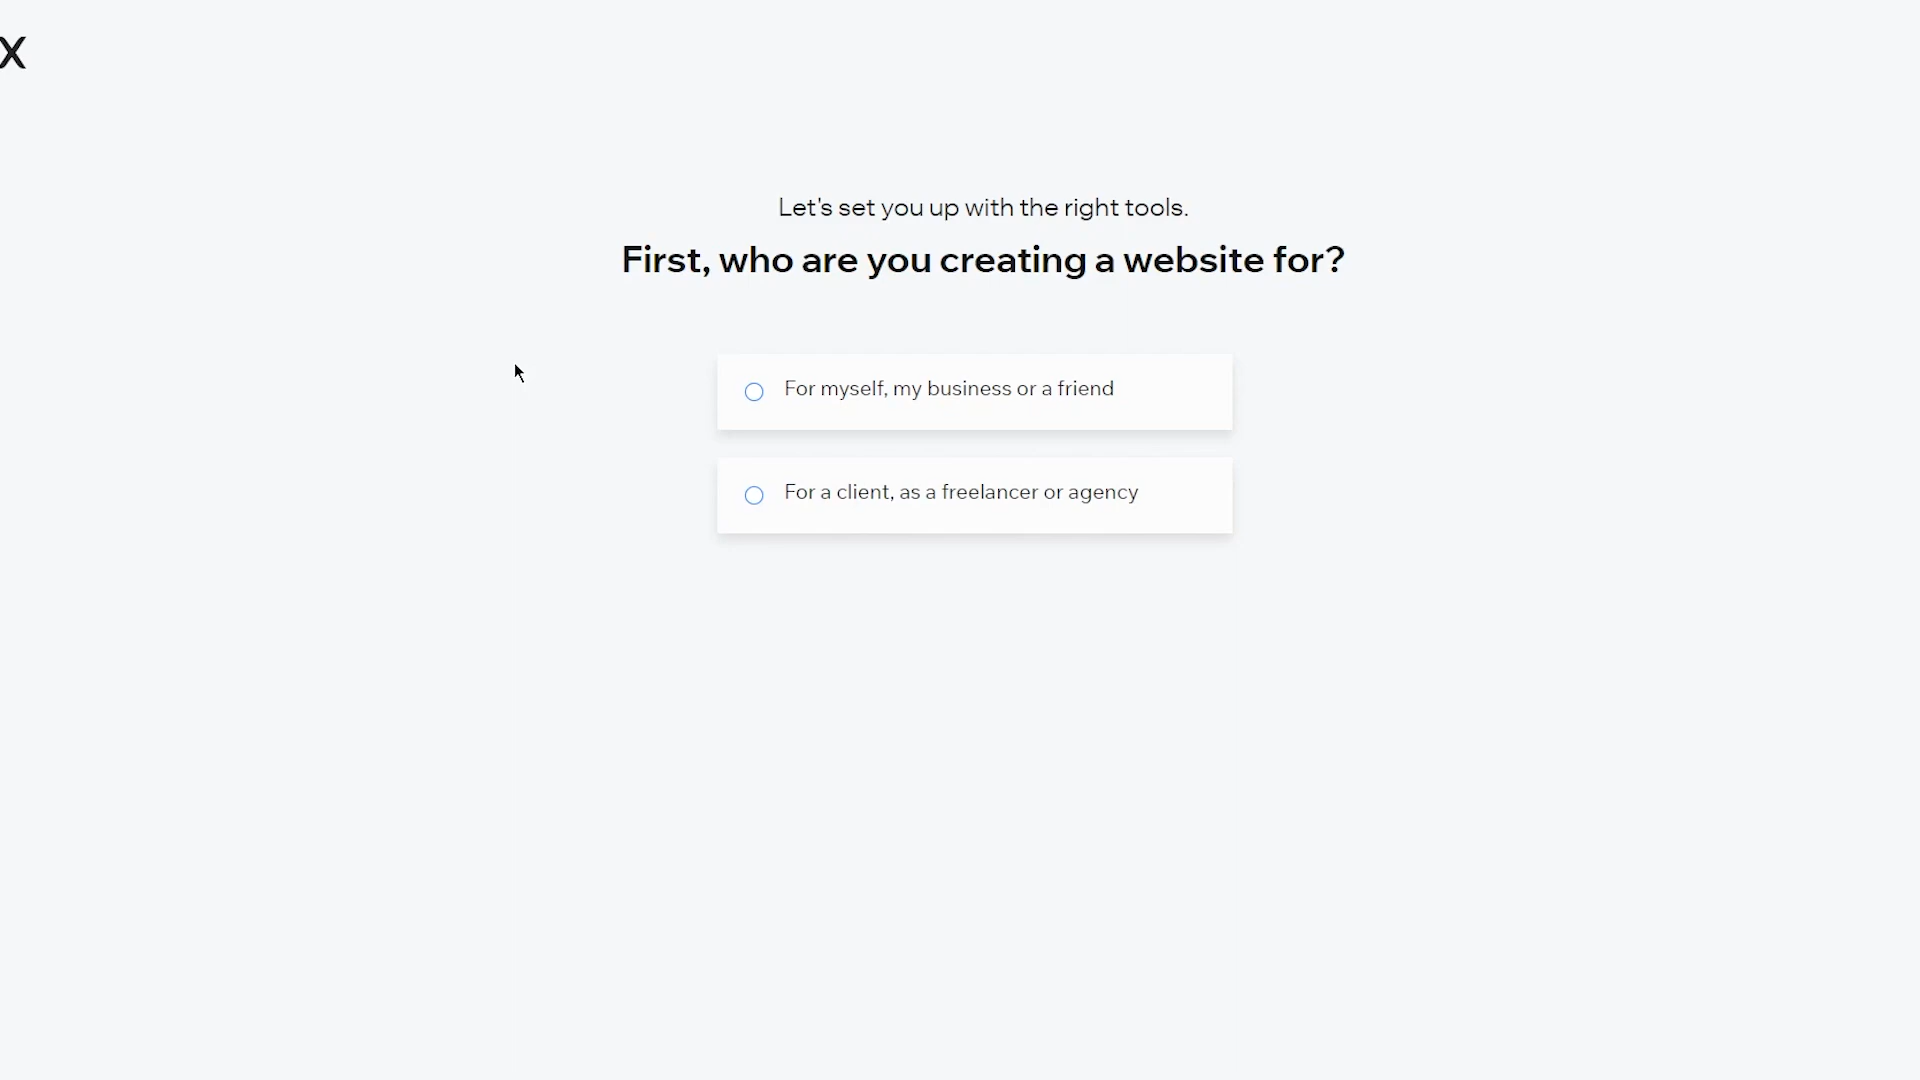 X
Let's set you up with the right tools.
First, who are you creating a website for?
For myself, my business or a friend
For a client, as a freelancer or agency